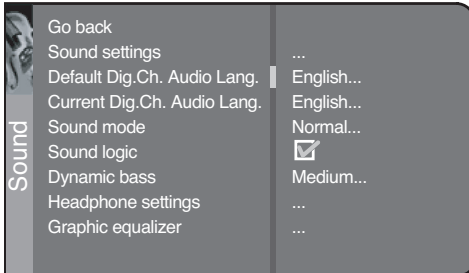 Go back
Sound settings ...
Default Dig.Ch. Audio Lang. English...
Current Dig.Ch. Audio Lang. English...
Sound mode Normal...
Sound logic
Dynamic bass Medium...
Headphone settings ...
Graphic equalizer ...
Sound